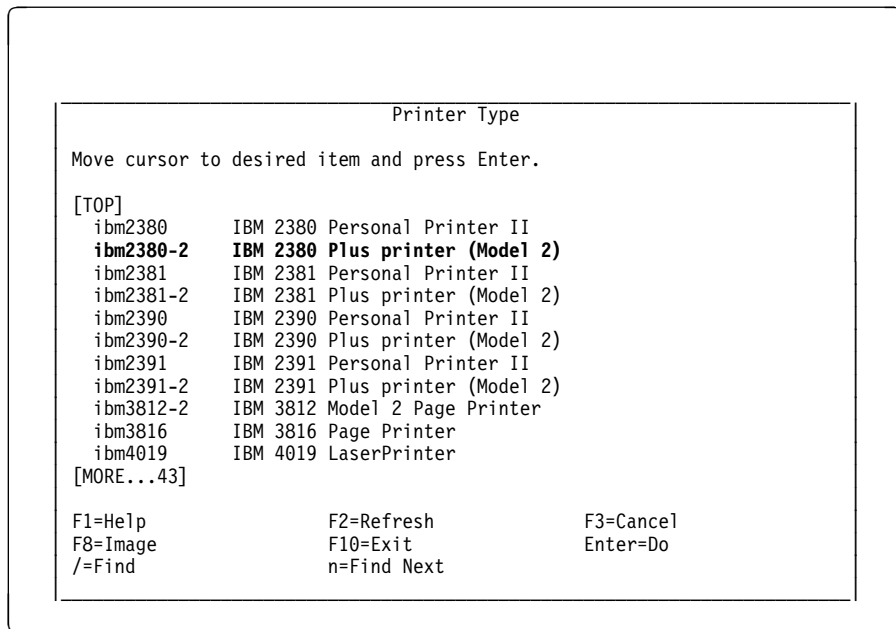 Printer Type
Move cursor to desired item and press Enter.
[TOP]
ibm2380 IBM 2380 Personal Printer II
ibm2380-2 IBM 2380 Plus printer (Model 2)
ibm2381 IBM 2381 Personal Printer II
ibm2381-2 IBM 2381 Plus printer (Model 2)
ibm2390 IBM 2390 Personal Printer II
ibm2390-2 IBM 2390 Plus printer (Model 2)
ibm2391 IBM 2391 Personal Printer II
ibm2391-2 IBM 2391 Plus printer (Model 2)
ibm3812-2 IBM 3812 Model 2 Page Printer
ibm3816 IBM 3816 Page Printer
ibm4019 IBM 4019 LaserPrinter
[MORE...43]
F1=Help F2=Refresh F3=Cancel
F8=Image F10=Exit Enter=Do
/=Find n=Find Next